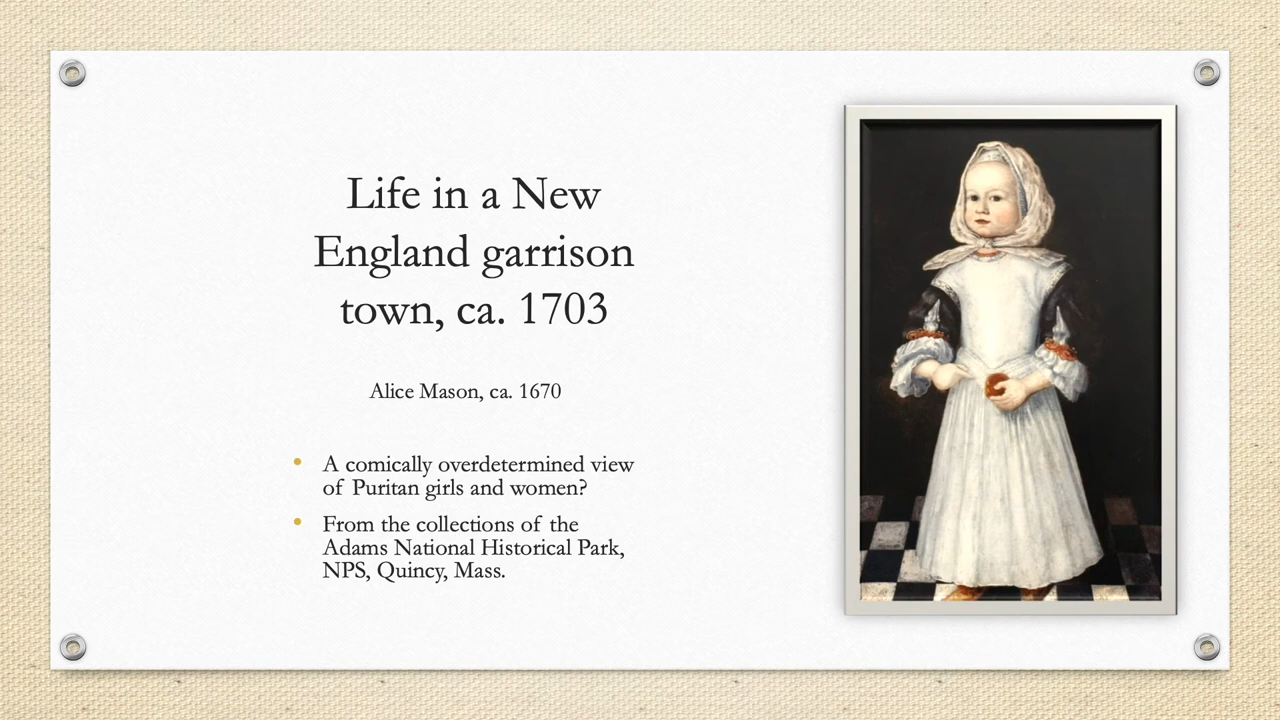 Life in a New
England garrison
town, ca. 1703
Alice Mason, ca. 1670
• A comically overdetermined view
of Puritan girls and women?
• From the collections of the
Adams National Historical Park,
NPS, Quincy, Mass.